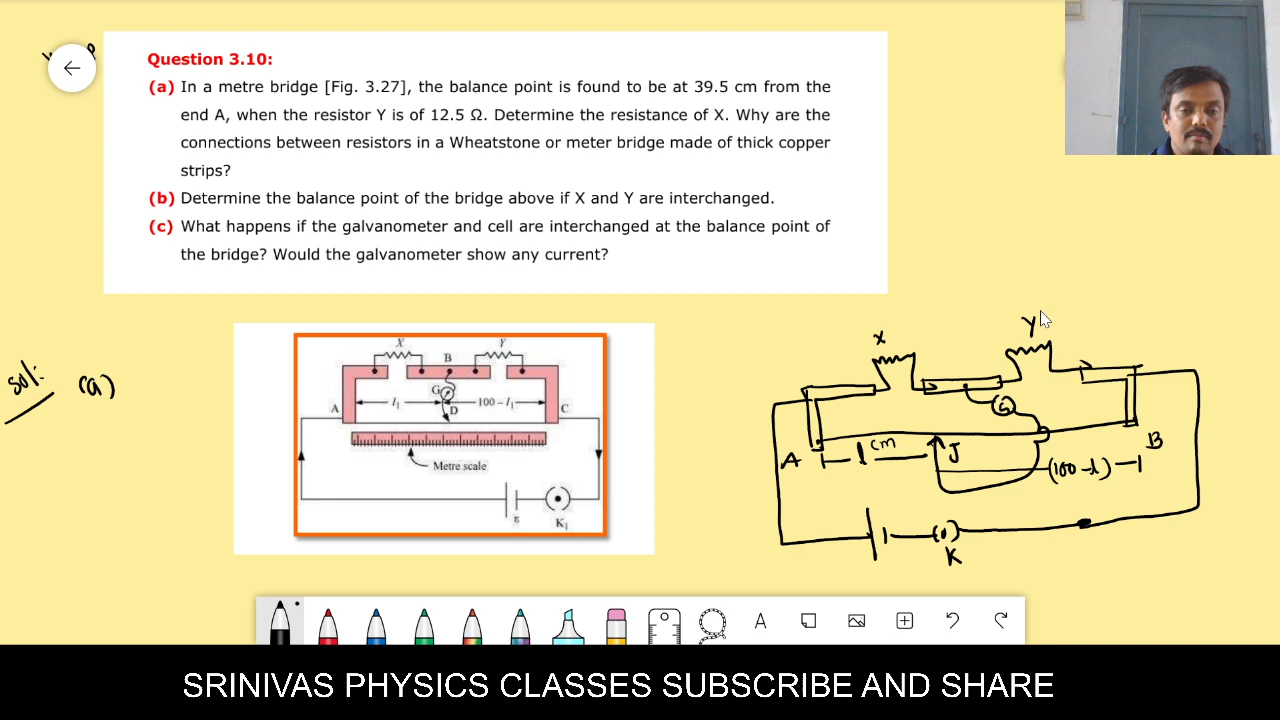 Question 3.10:
(a) In a metre bridge [Fig. 3.27], the balance point is found to be at 39.5 cm from the
end A, when the resistor Y is of 12.5 Ω. Determine the resistance of X. Why are the
connections between resistors in a Wheatstone or meter bridge made of thick copper
strips?
(b) Determine the balance point of the bridge above if X and Y are interchanged.
(c) What happens if the galvanometer and cell are interchanged at the balance point of
the bridge? Would the galvanometer show any current?
Sol:
(a)
X
Y
B
G
A
l₁
D
100 – l₁
C
Metre scale
ε
K₁
X
Y
G
A
l cm
J
(100-l)
B
K
A
SRINIVAS PHYSICS CLASSES SUBSCRIBE AND SHARE